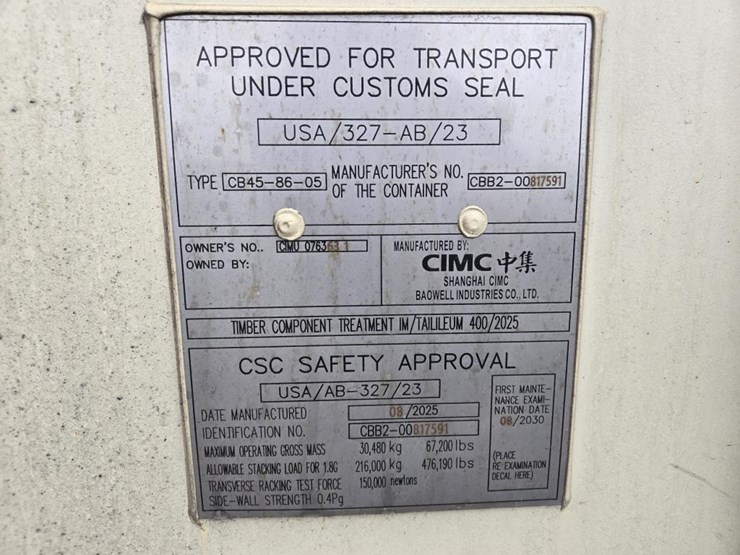 APPROVED FOR TRANSPORT
UNDER CUSTOMS SEAL
USA/327-AB/23
TYPE CB45-86-05 MANUFACTURER'S NO. OF THE CONTAINER CBB2-00817591
OWNER'S NO.. CIMU 0763
OWNED BY:
MANUFACTURED BY:
CIMC 中集
SHANGHAI CIMC
BAOWELL INDUSTRIES CO., LTD.
TIMBER COMPONENT TREATMENT IM/TAILILEUM 400/2025
CSC SAFETY APPROVAL
USA/AB-327/23
DATE MANUFACTURED 08/2025
IDENTIFICATION NO. CBB2-00817591
MAXIMUM OPERATING GROSS MASS 30,480 kg 67,200 lbs
ALLOWABLE STACKING LOAD FOR 1.8G 216,000 kg 476,190 lbs
TRANSVERSE RACKING TEST FORCE 150,000 newtons
SIDE-WALL STRENGTH 0.4Pg
FIRST MAINTE-
NANCE EXAMI-
NATION DATE
08/2030
(PLACE
RE-EXAMINATION
DECAL HERE)